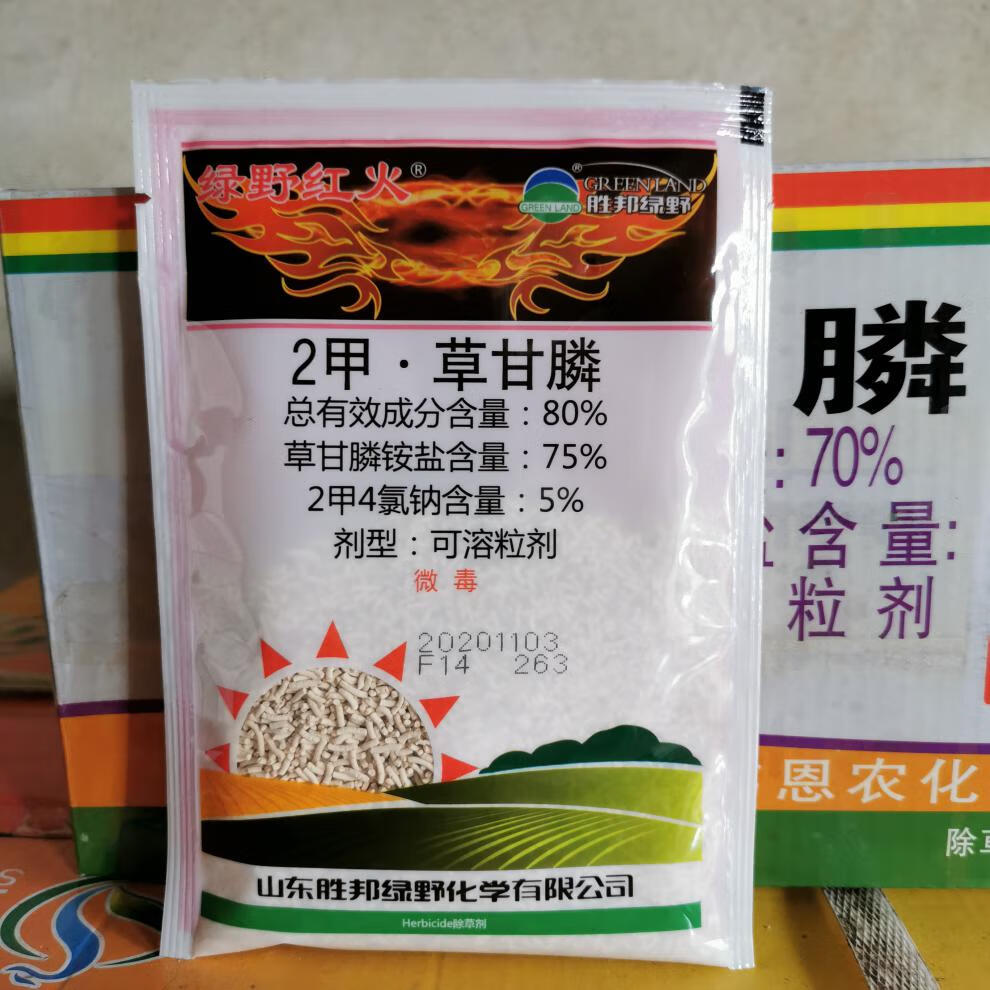 绿野红火®
® GREENLAND
GREEN LAND 胜邦绿野
2甲·草甘膦
总有效成分含量：80%
草甘膦铵盐含量：75%
2甲4氯钠含量：5%
剂型：可溶粒剂
微毒
20201103
F14 263
山东胜邦绿野化学有限公司
Herbicide除草剂
膦
：70%
含量：
粒剂
恩农化
除草